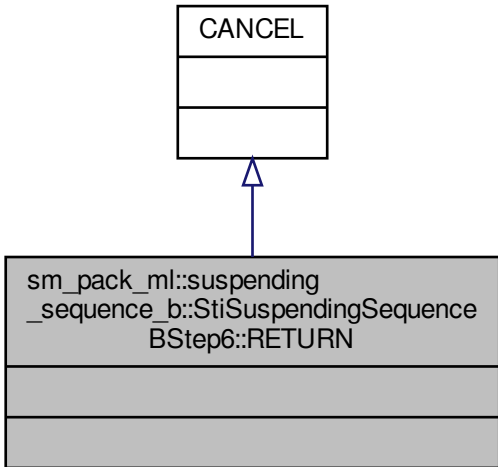 CANCEL
sm_pack_ml::suspending
_sequence_b::StiSuspendingSequence
BStep6::RETURN